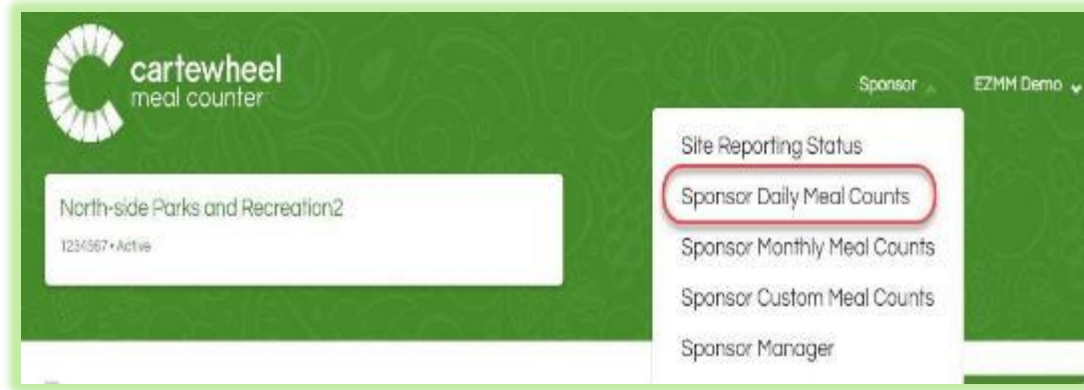 cartewheel
meal counter
Sponsor
EZMM Demo
North-side Parks and Recreation2
1234567 • Active
Site Reporting Status
Sponsor Daily Meal Counts
Sponsor Monthly Meal Counts
Sponsor Custom Meal Counts
Sponsor Manager